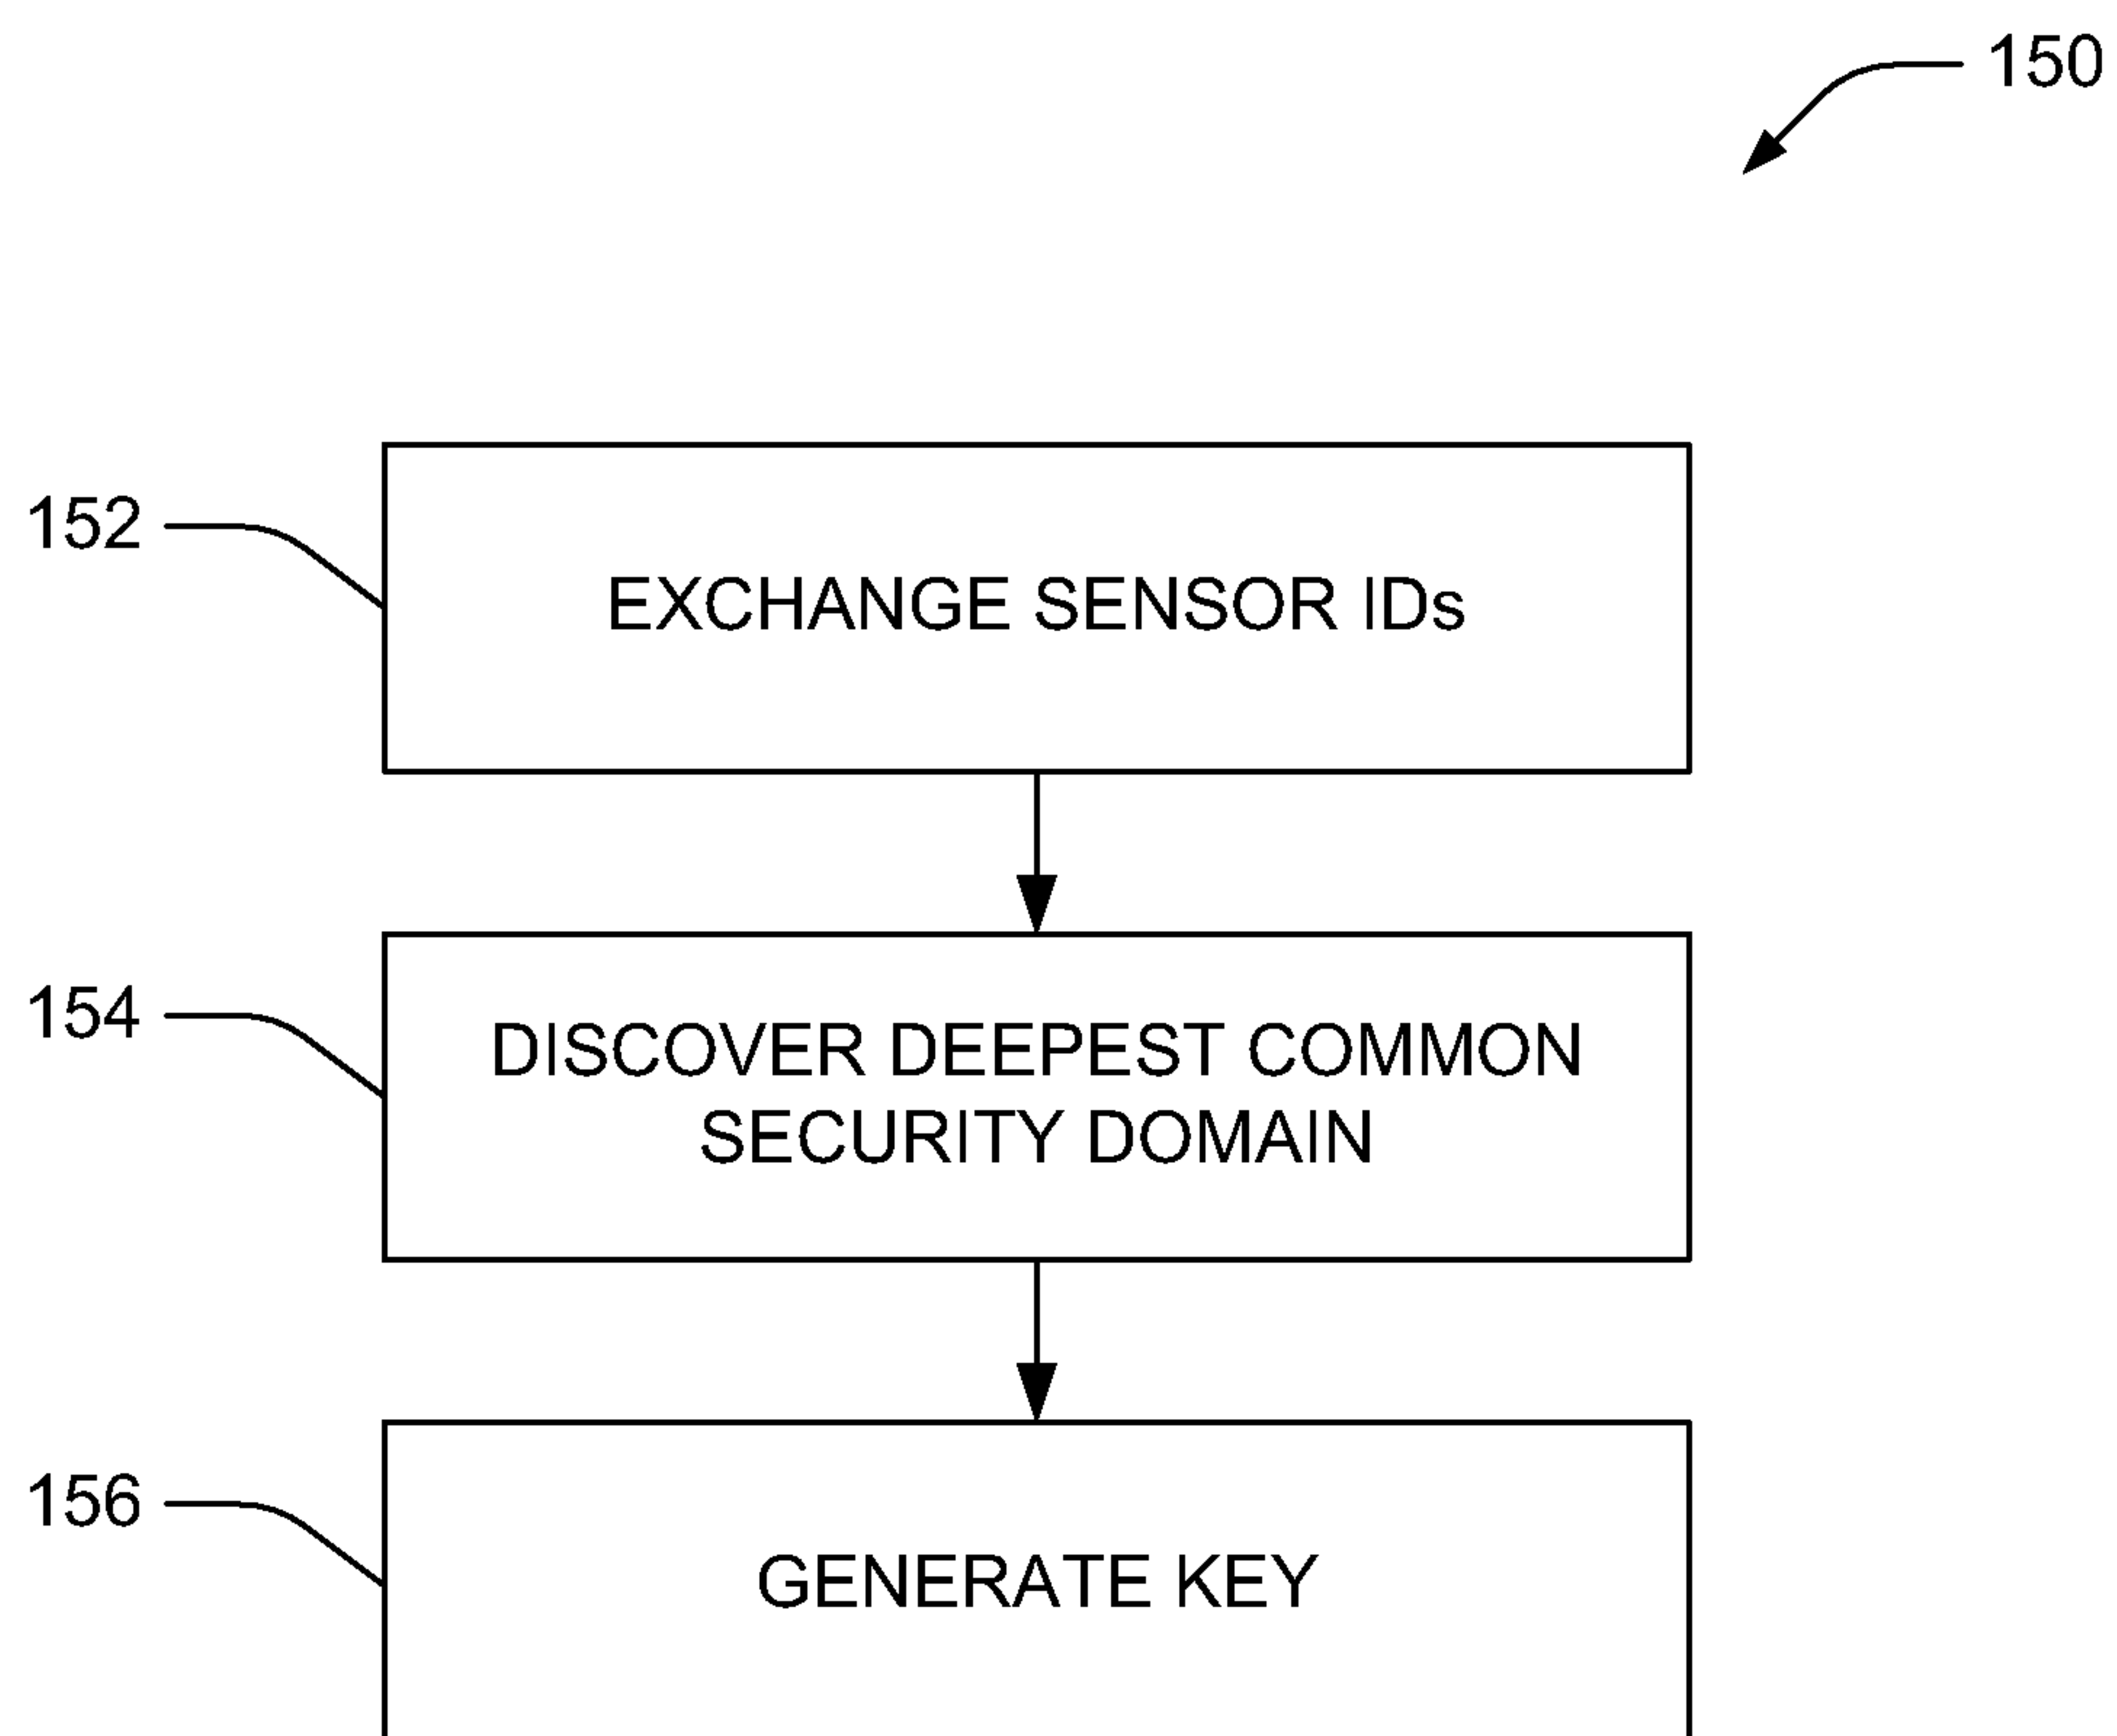 150
152
EXCHANGE SENSOR IDs
154
DISCOVER DEEPEST COMMON
SECURITY DOMAIN
156
GENERATE KEY